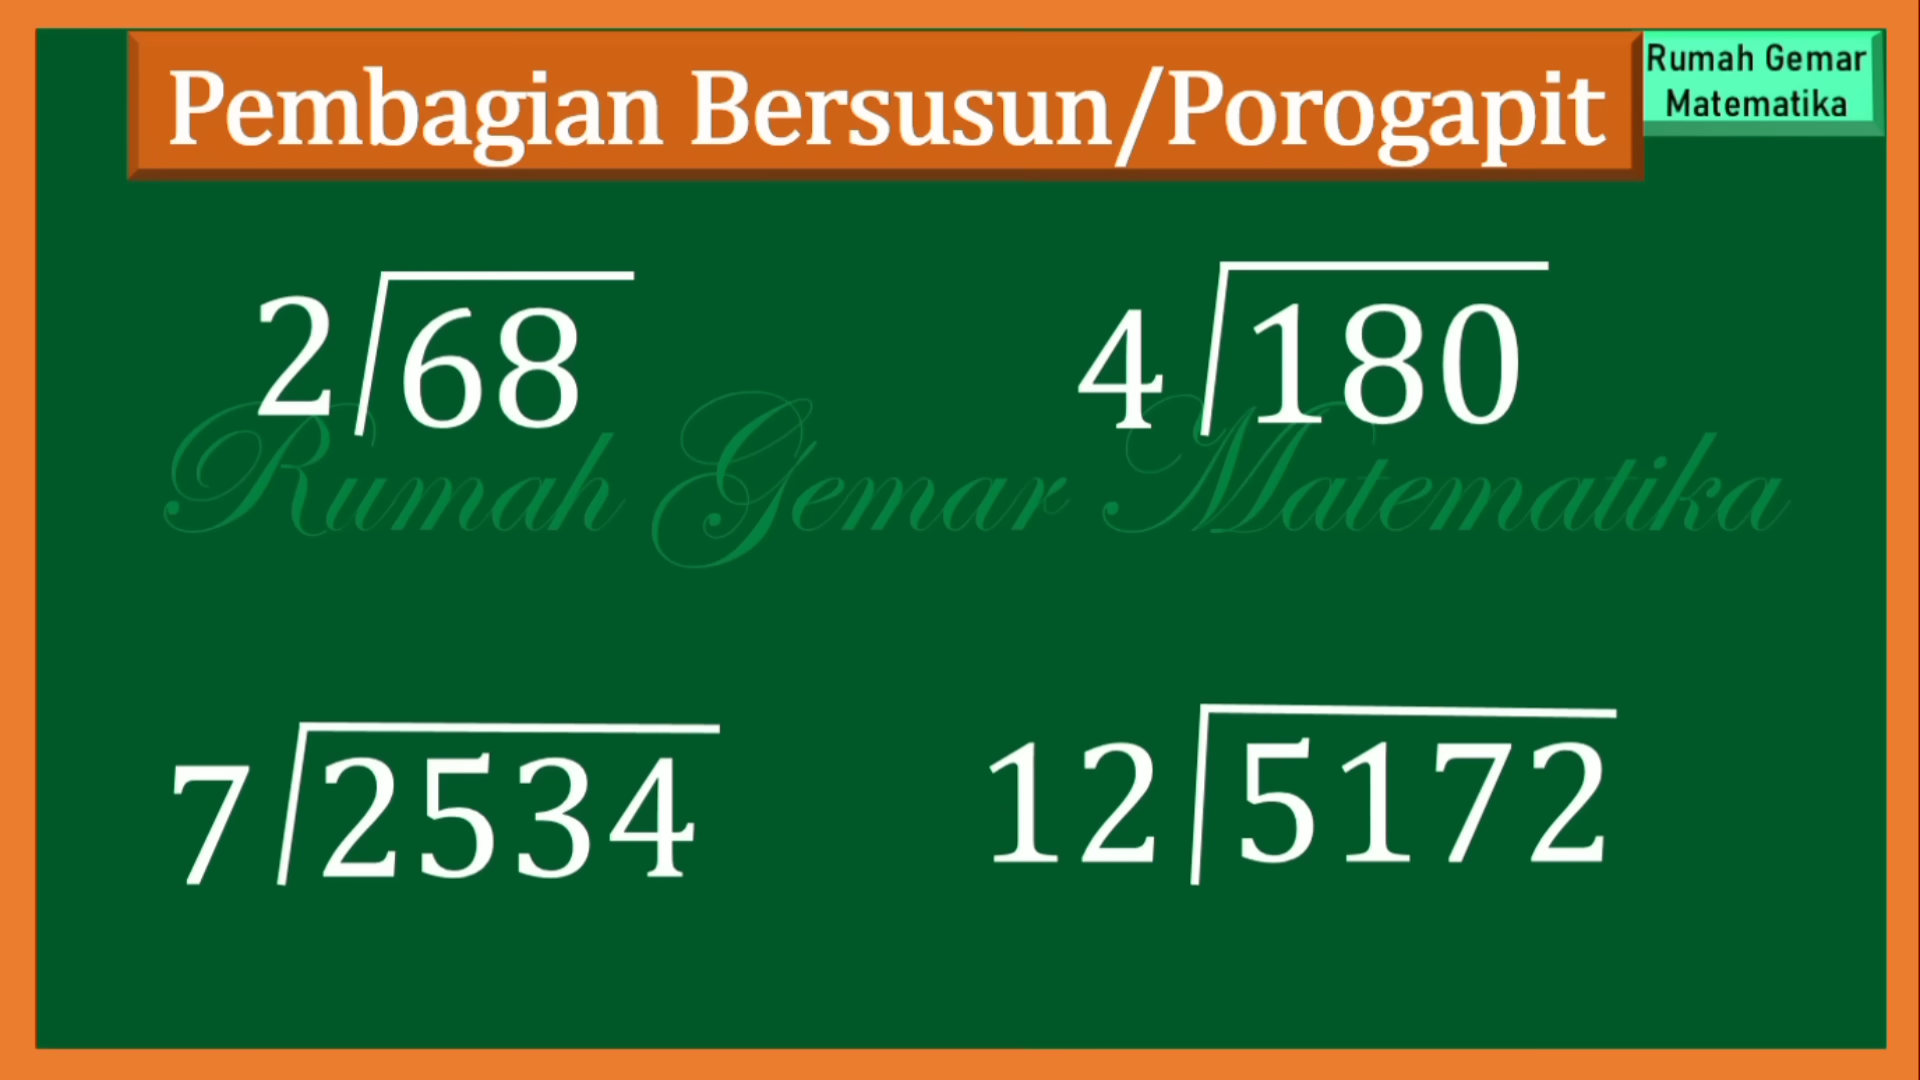 Pembagian Bersusun/Porogapit
Rumah Gemar
Matematika
2 68
4 180
Rumah Gemar Matematika
7 2534
12 5172